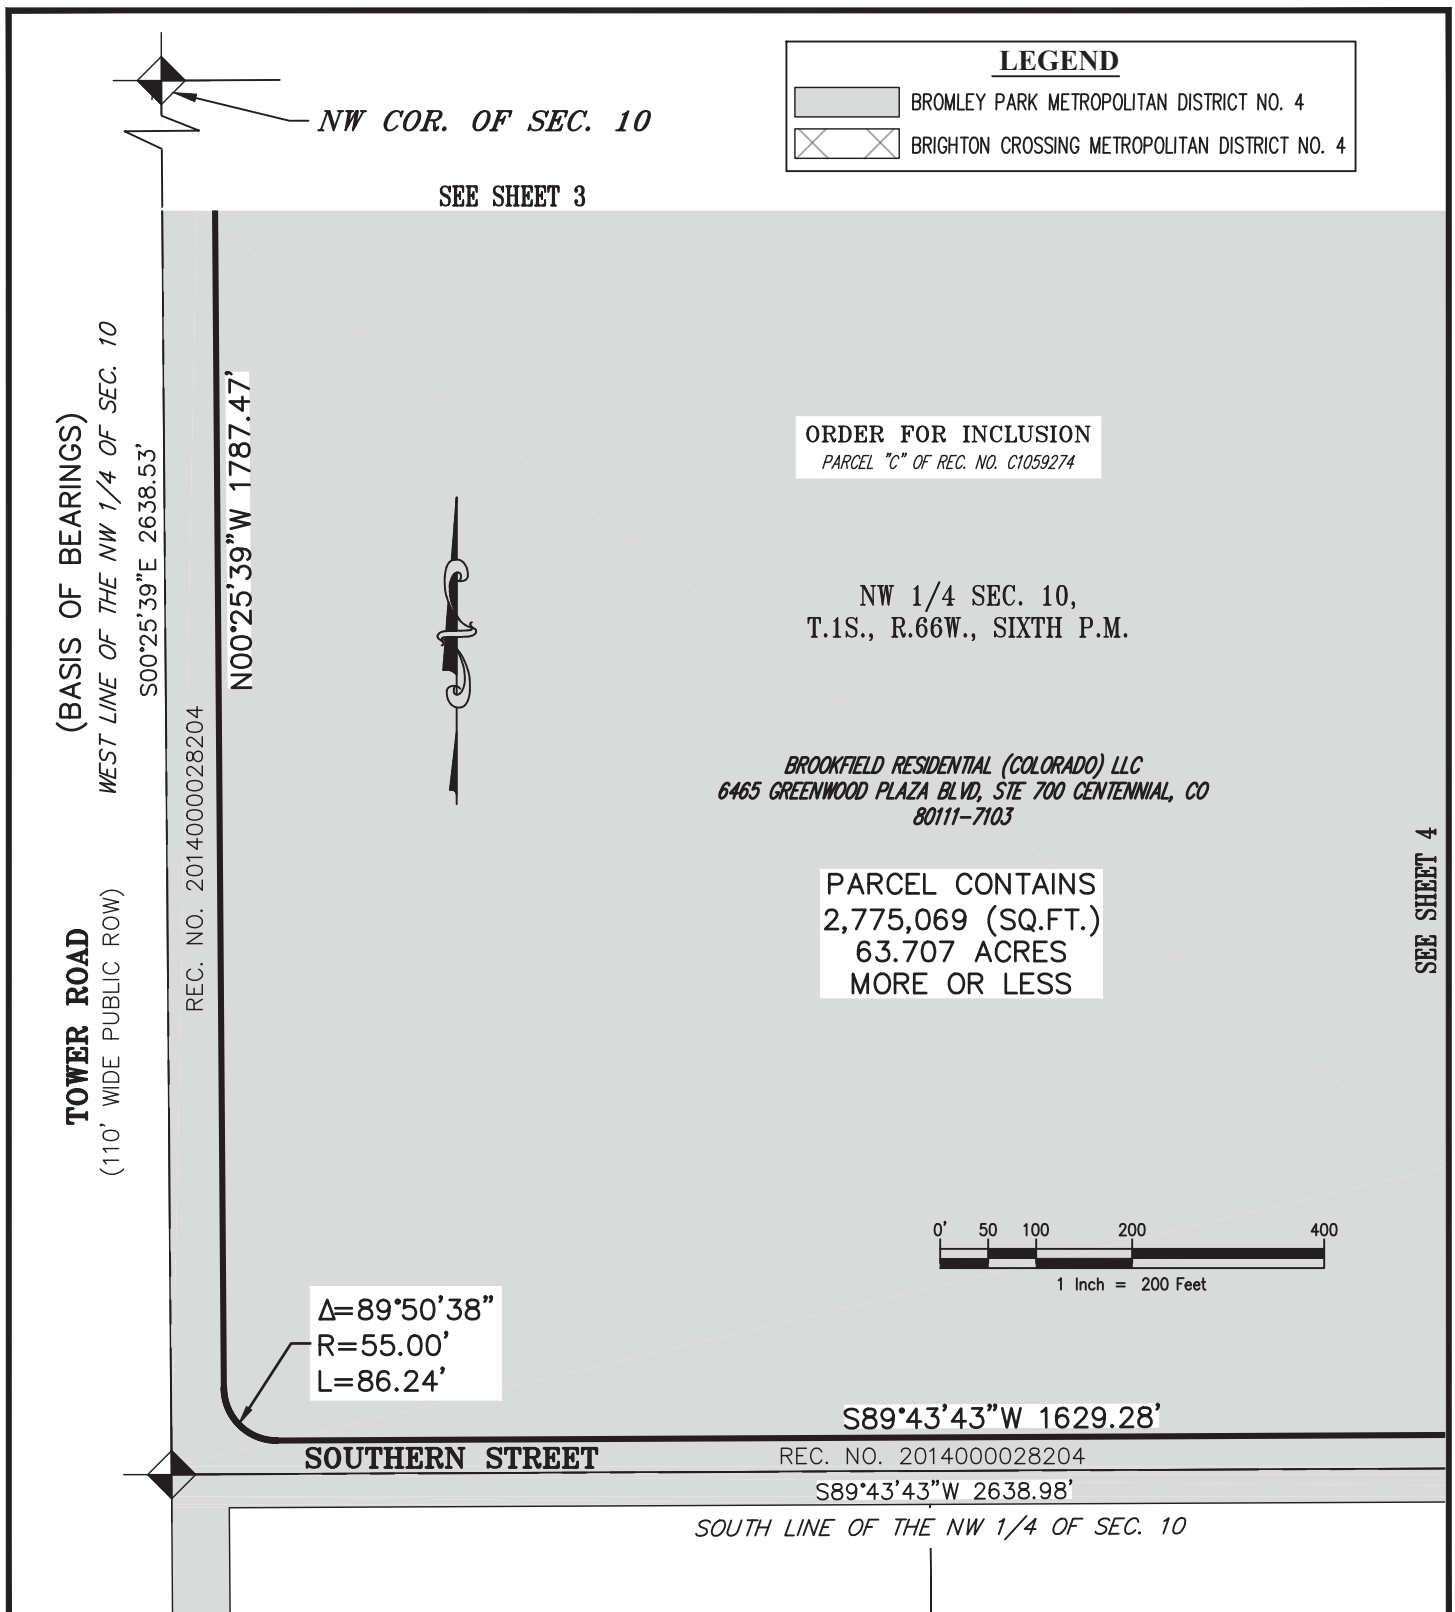 LEGEND
BROMLEY PARK METROPOLITAN DISTRICT NO. 4
BRIGHTON CROSSING METROPOLITAN DISTRICT NO. 4
NW COR. OF SEC. 10
SEE SHEET 3
(BASIS OF BEARINGS)
WEST LINE OF THE NW 1/4 OF SEC. 10
S00°25'39"E 2638.53'
N00°25'39"W 1787.47'
REC. NO. 2014000028204
TOWER ROAD
(110' WIDE PUBLIC ROW)
ORDER FOR INCLUSION
PARCEL "C" OF REC. NO. C1059274
NW 1/4 SEC. 10,
T.1S., R.66W., SIXTH P.M.
BROOKFIELD RESIDENTIAL (COLORADO) LLC
6465 GREENWOOD PLAZA BLVD, STE 700 CENTENNIAL, CO
80111-7103
PARCEL CONTAINS
2,775,069 (SQ.FT.)
63.707 ACRES
MORE OR LESS
SEE SHEET 4
0' 50 100 200 400
1 Inch = 200 Feet
Δ=89°50'38"
R=55.00'
L=86.24'
S89°43'43"W 1629.28'
SOUTHERN STREET
REC. NO. 2014000028204
S89°43'43"W 2638.98'
SOUTH LINE OF THE NW 1/4 OF SEC. 10